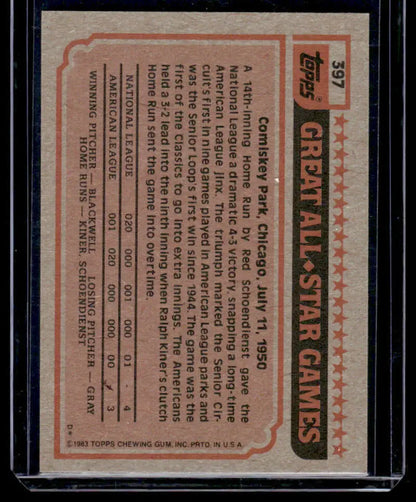 397
topps®
GREAT ALL★STAR GAMES
Comiskey Park, Chicago, July 11, 1950
A 14th-inning Home Run by Red Schoendienst gave the
National League a dramatic 4-3 victory snapping a long-time
American League jinx. The triumph marked the Senior Cir-
cuit's first in nine games played in American League parks and
was the Senior Loop's first win since 1944. The game was the
first of the Classics to go into extra innings. The Americans
held a 3-2 lead into the ninth inning when Ralph Kiner's clutch
Home Run sent the game into overtime.
NATIONAL LEAGUE 020 000 001 000 01 - 4
AMERICAN LEAGUE 001 020 000 000 00 - 3
WINNING PITCHER — BLACKWELL LOSING PITCHER — GRAY
HOME RUNS — KINER, SCHOENDIENST
D*
© 1983 TOPPS CHEWING GUM, INC. PRTD. IN U.S.A.